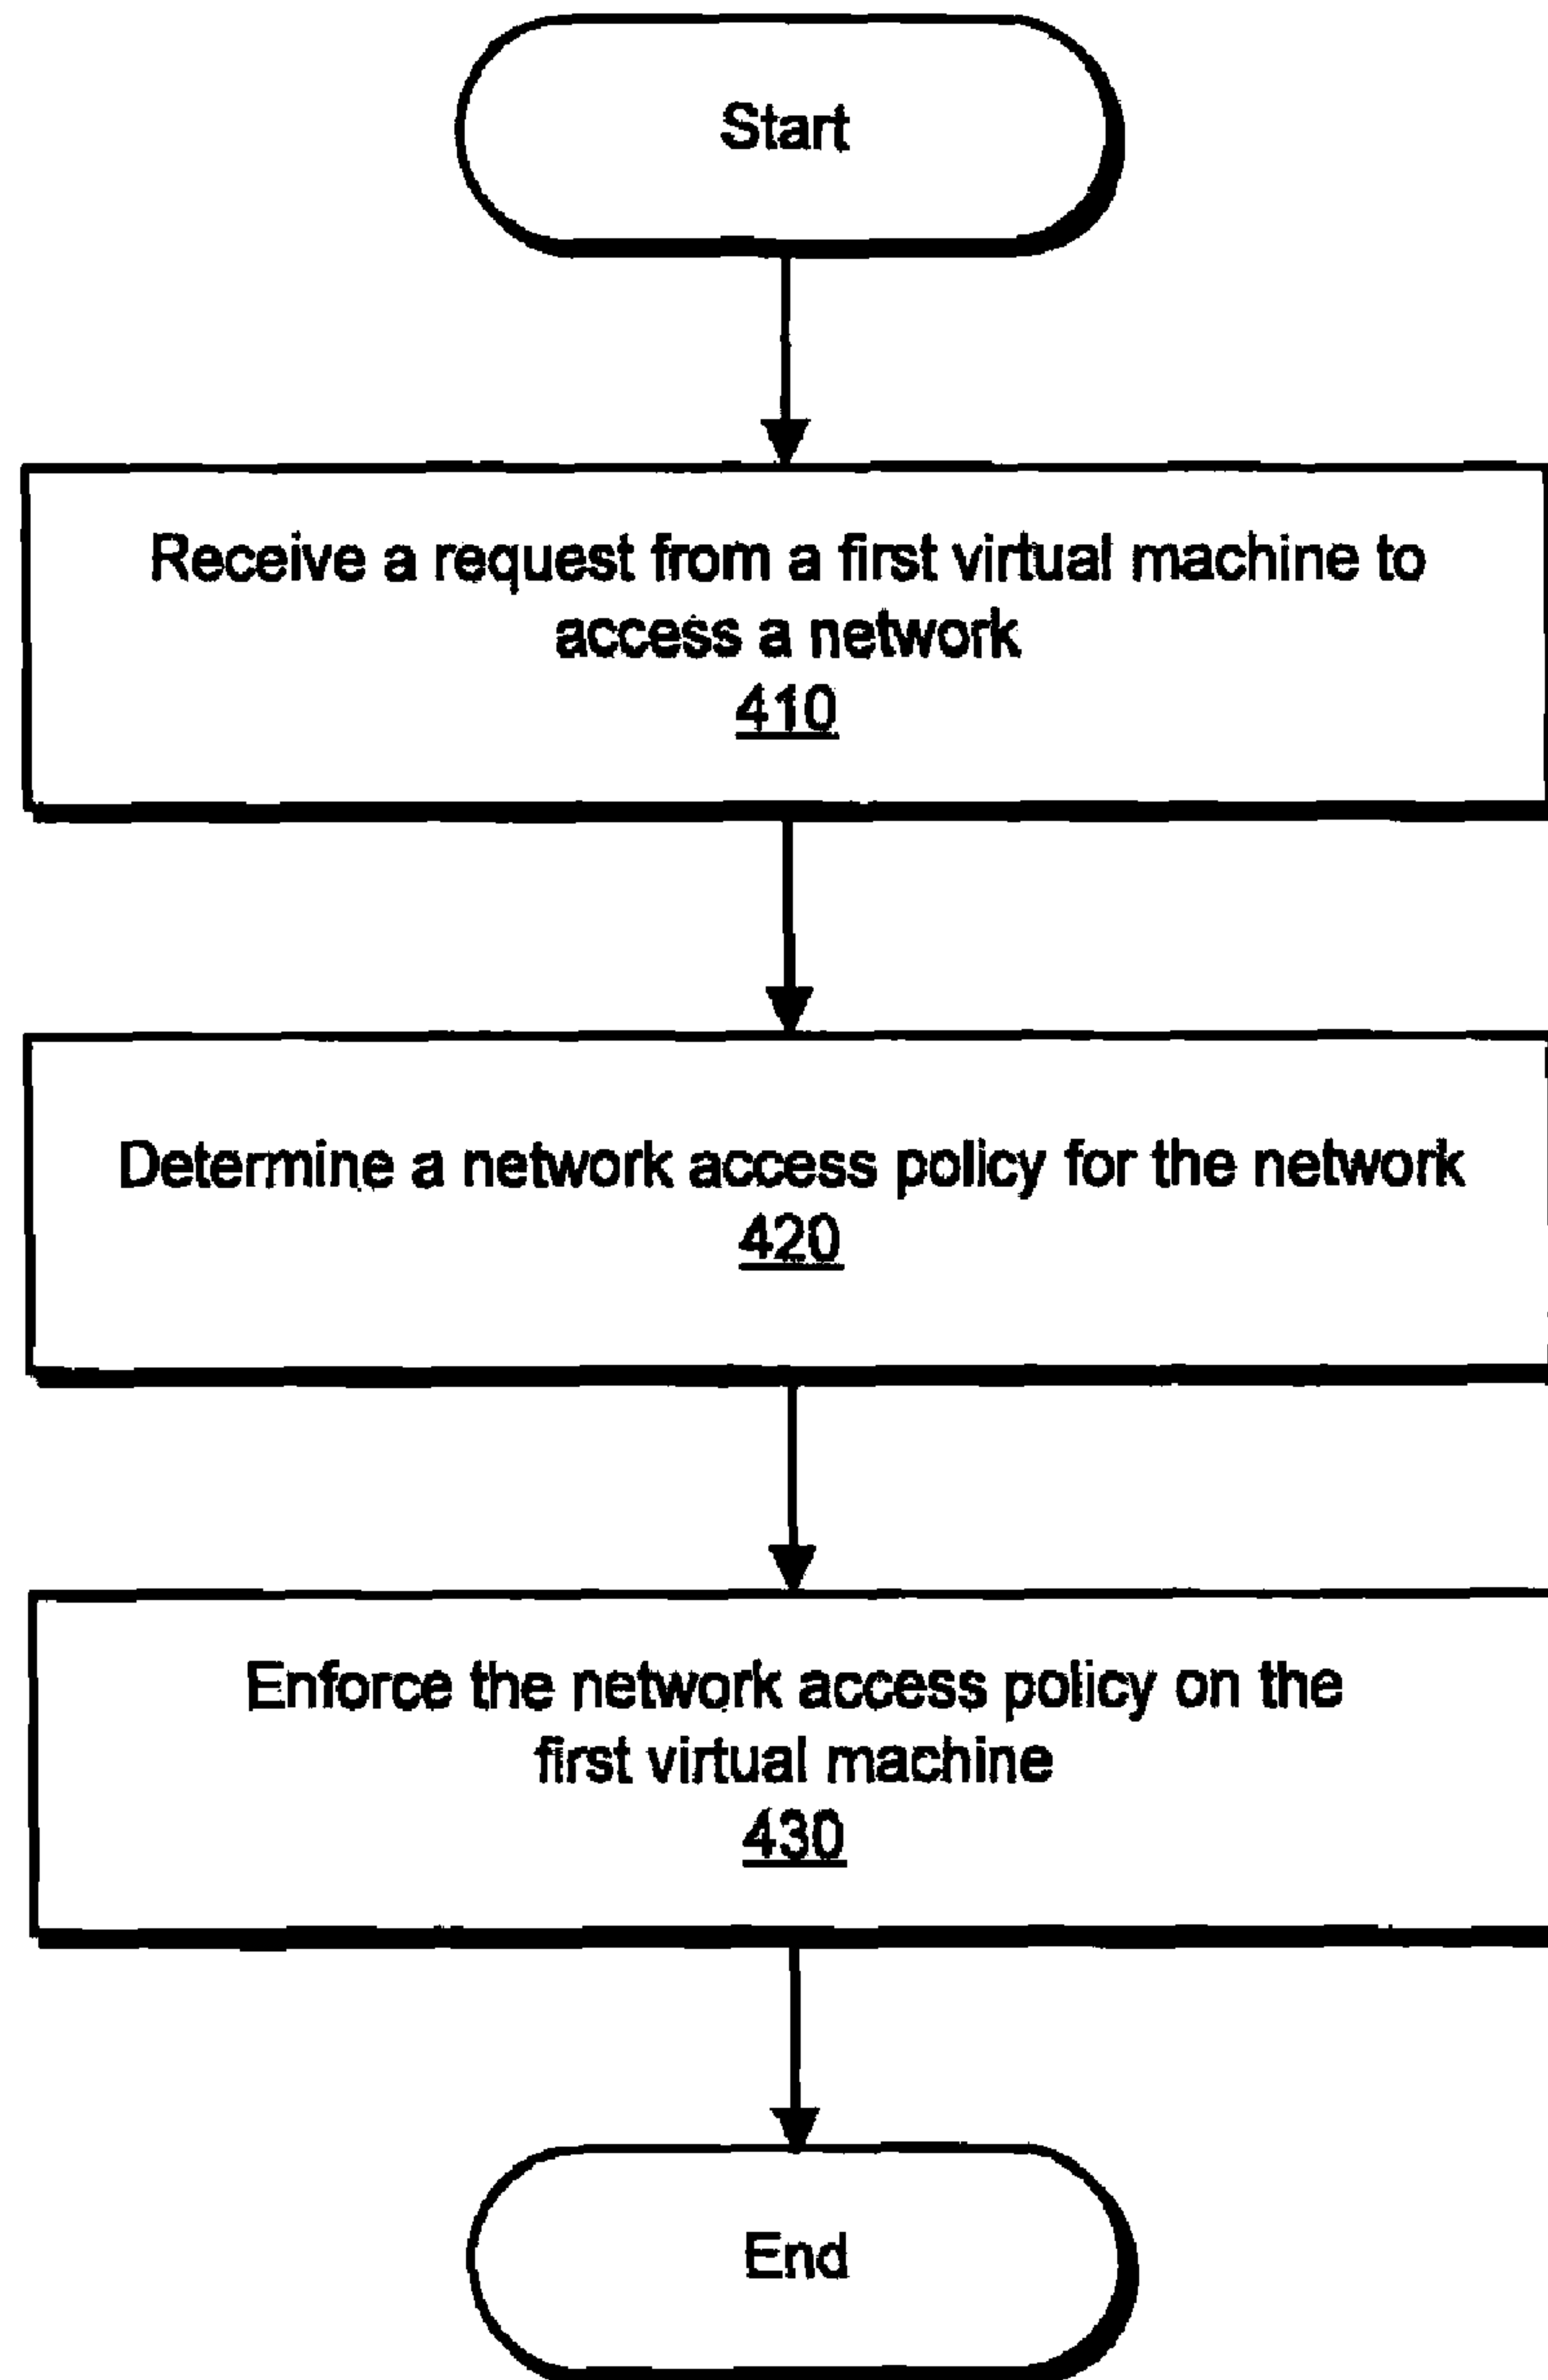 Start
Receive a request from a first virtual machine to
access a network
410
Determine a network access policy for the network
420
Enforce the network access policy on the
first virtual machine
430
End